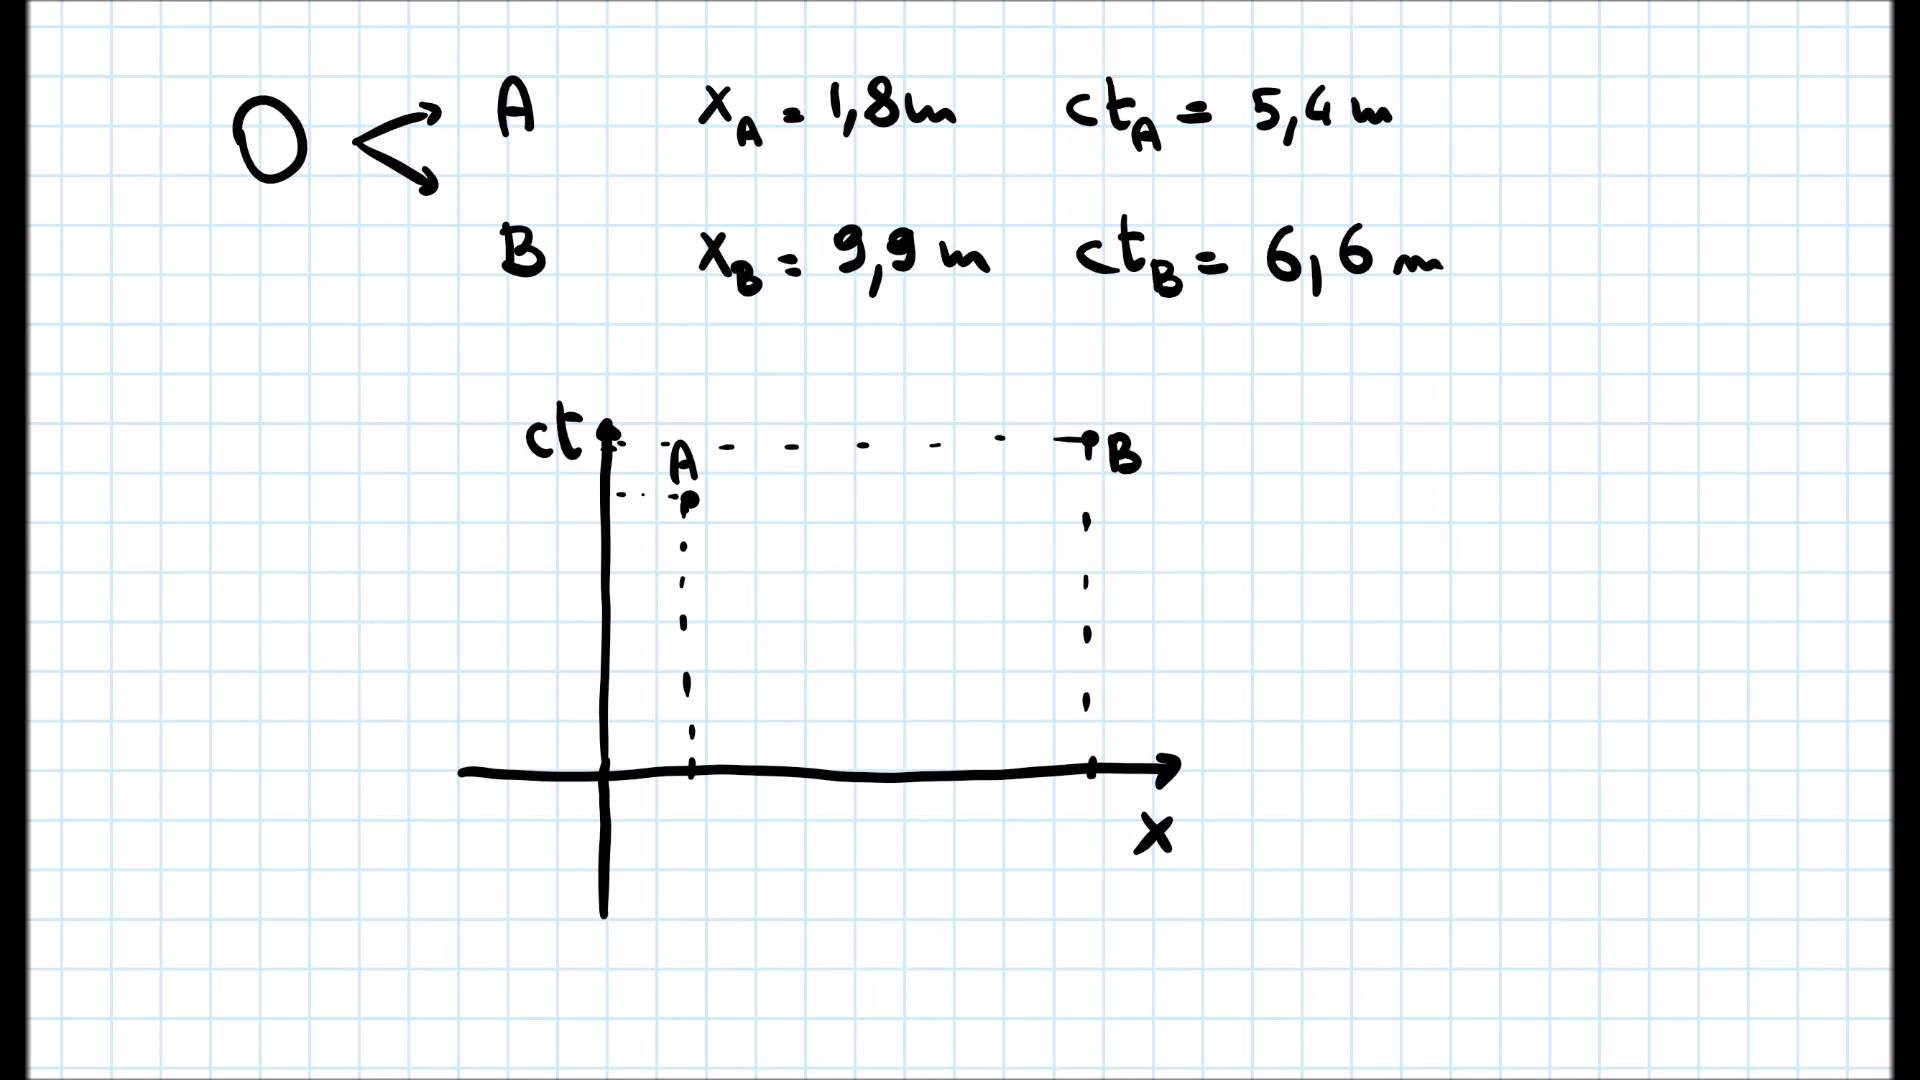 O A x_A = 1,8 m ct_A = 5,4 m
B x_B = 9,9 m ct_B = 6,6 m
ct
A
B
x